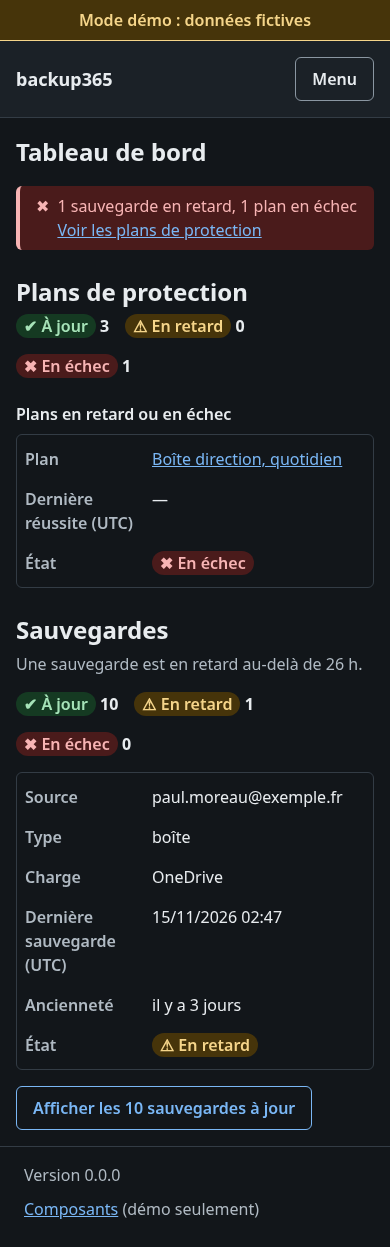 Mode démo : données fictives
backup365
Menu
Tableau de bord
✖ 1 sauvegarde en retard, 1 plan en échec
Voir les plans de protection
Plans de protection
✔ À jour 3 ⚠ En retard 0
✖ En échec 1
Plans en retard ou en échec
Plan Boîte direction, quotidien
Dernière —
réussite (UTC)
État ✖ En échec
Sauvegardes
Une sauvegarde est en retard au-delà de 26 h.
✔ À jour 10 ⚠ En retard 1
✖ En échec 0
Source paul.moreau@exemple.fr
Type boîte
Charge OneDrive
Dernière 15/11/2026 02:47
sauvegarde
(UTC)
Ancienneté il y a 3 jours
État ⚠ En retard
Afficher les 10 sauvegardes à jour
Version 0.0.0
Composants (démo seulement)